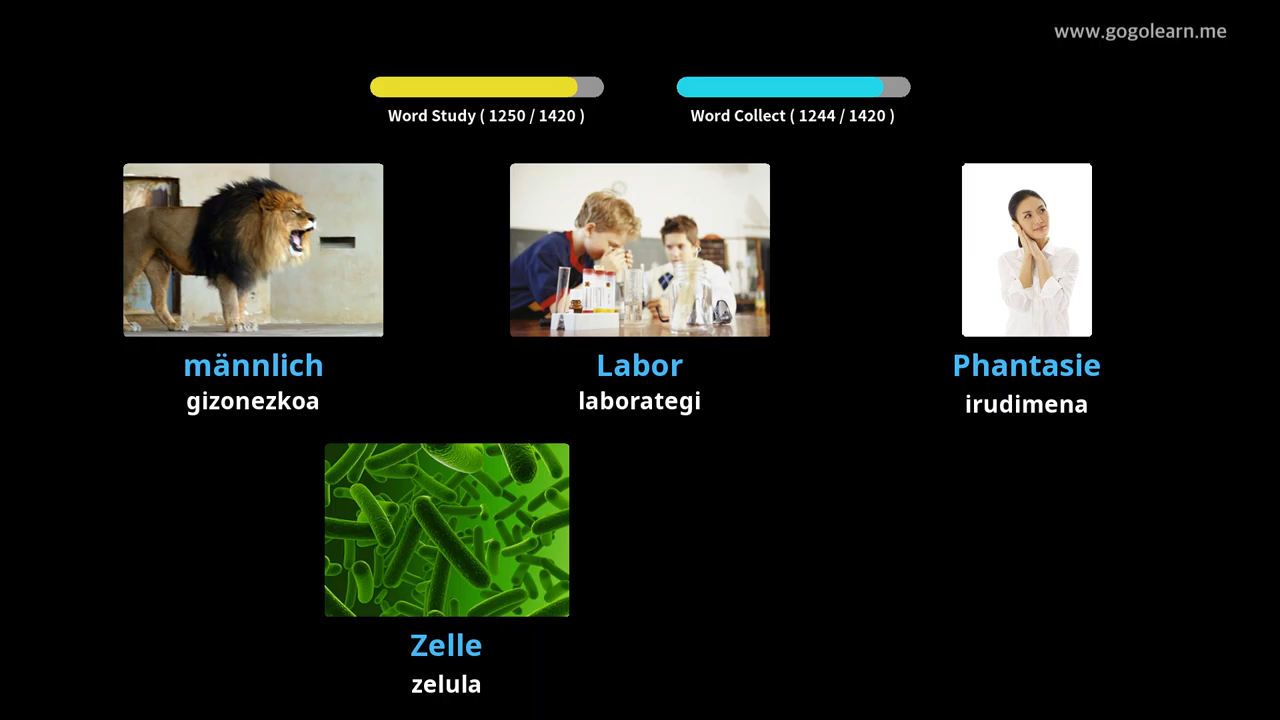 www.gogolearn.me
Word Study ( 1250 / 1420 )
Word Collect ( 1244 / 1420 )
männlich
gizonezkoa
Labor
laborategi
Phantasie
irudimena
Zelle
zelula